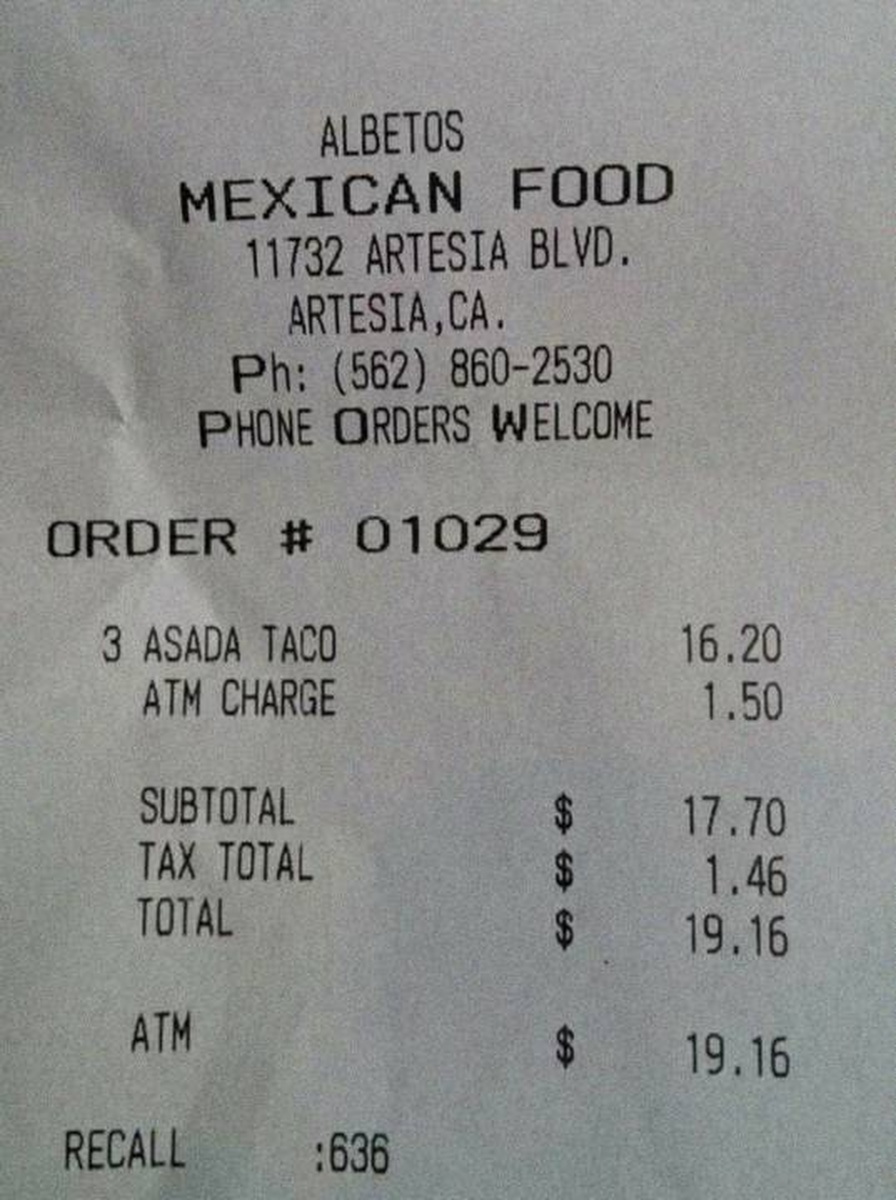 ALBETOS
MEXICAN FOOD
11732 ARTESIA BLVD.
ARTESIA,CA.
Ph: (562) 860-2530
PHONE ORDERS WELCOME
ORDER # 01029
3 ASADA TACO 16.20
ATM CHARGE 1.50
SUBTOTAL $ 17.70
TAX TOTAL $ 1.46
TOTAL $ 19.16
ATM $ 19.16
RECALL :636